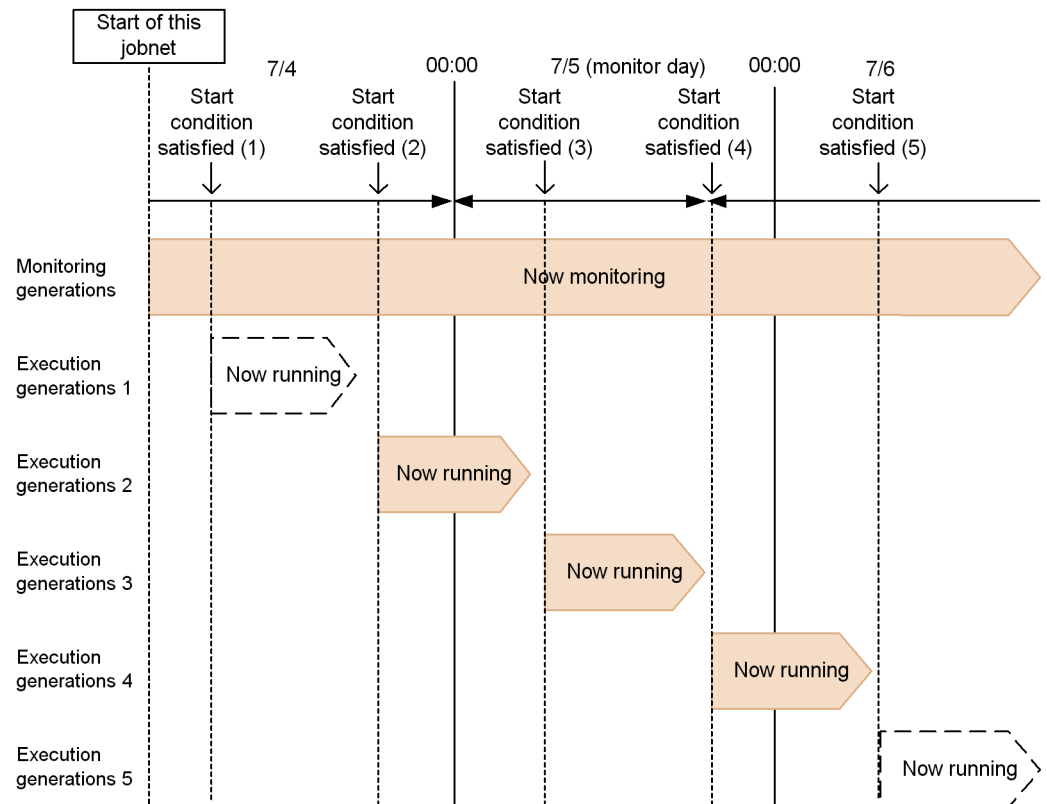 Start of this
jobnet
7/4
00:00
7/5 (monitor day)
00:00
7/6
Start
condition
satisfied (1)
Start
condition
satisfied (2)
Start
condition
satisfied (3)
Start
condition
satisfied (4)
Start
condition
satisfied (5)
Monitoring
generations
Now monitoring
Execution
generations 1
Now running
Execution
generations 2
Now running
Execution
generations 3
Now running
Execution
generations 4
Now running
Execution
generations 5
Now running